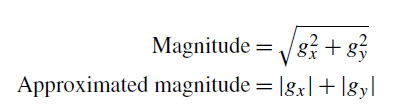 Magnitude = √(g_x^2 + g_y^2)
Approximated magnitude = |g_x| + |g_y|